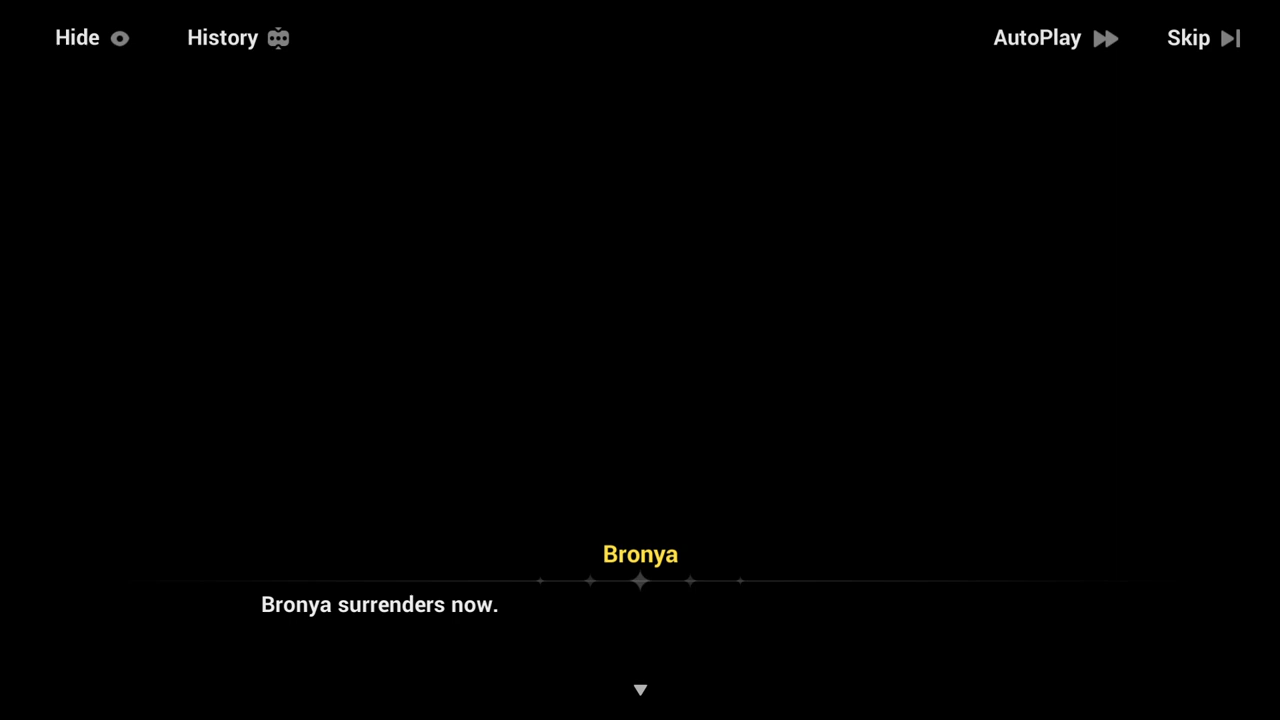 Hide
History
AutoPlay
Skip
Bronya
Bronya surrenders now.